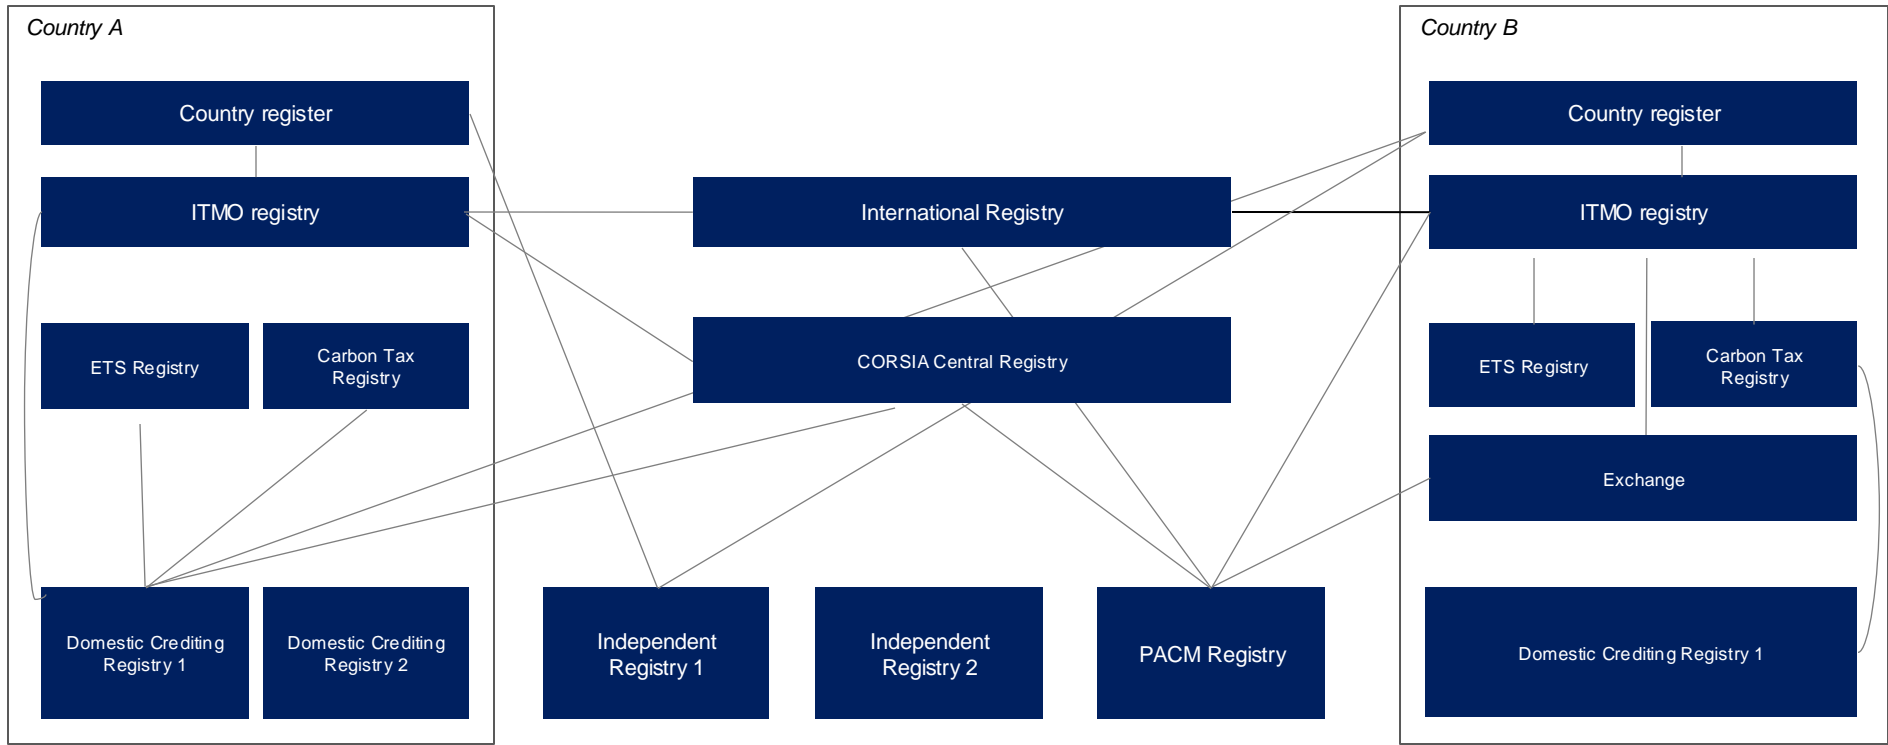 Country A
Country register
ITMO registry
ETS Registry
Carbon Tax
Registry
Domestic Crediting
Registry 1
Domestic Crediting
Registry 2
International Registry
CORSIA Central Registry
Independent
Registry 1
Independent
Registry 2
PACM Registry
Country B
Country register
ITMO registry
ETS Registry
Carbon Tax
Registry
Exchange
Domestic Crediting Registry 1